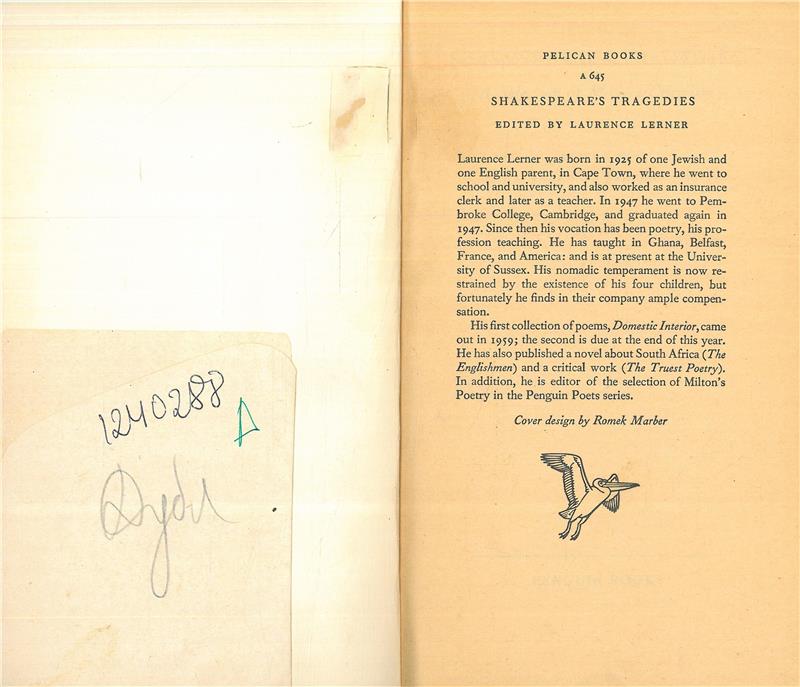 1240288
PELICAN BOOKS
A 645
SHAKESPEARE'S TRAGEDIES
EDITED BY LAURENCE LERNER
Laurence Lerner was born in 1925 of one Jewish and
one English parent, in Cape Town, where he went to
school and university, and also worked as an insurance
clerk and later as a teacher. In 1947 he went to Pem-
broke College, Cambridge, and graduated again in
1947. Since then his vocation has been poetry, his pro-
fession teaching. He has taught in Ghana, Belfast,
France, and America: and is at present at the Univer-
sity of Sussex. His nomadic temperament is now re-
strained by the existence of his four children, but
fortunately he finds in their company ample compen-
sation.
His first collection of poems, Domestic Interior, came
out in 1959; the second is due at the end of this year.
He has also published a novel about South Africa (The
Englishmen) and a critical work (The Truest Poetry).
In addition, he is editor of the selection of Milton's
Poetry in the Penguin Poets series.
Cover design by Romek Marber